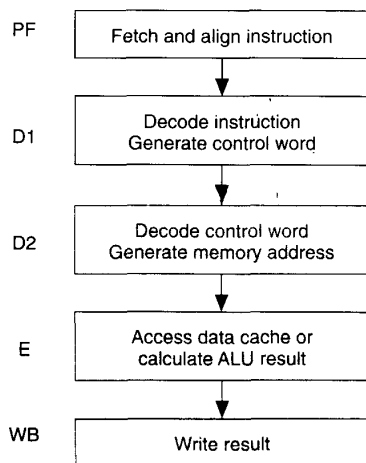 PF
Fetch and align instruction
D1
Decode instruction
Generate control word
D2
Decode control word
Generate memory address
E
Access data cache or
calculate ALU result
WB
Write result